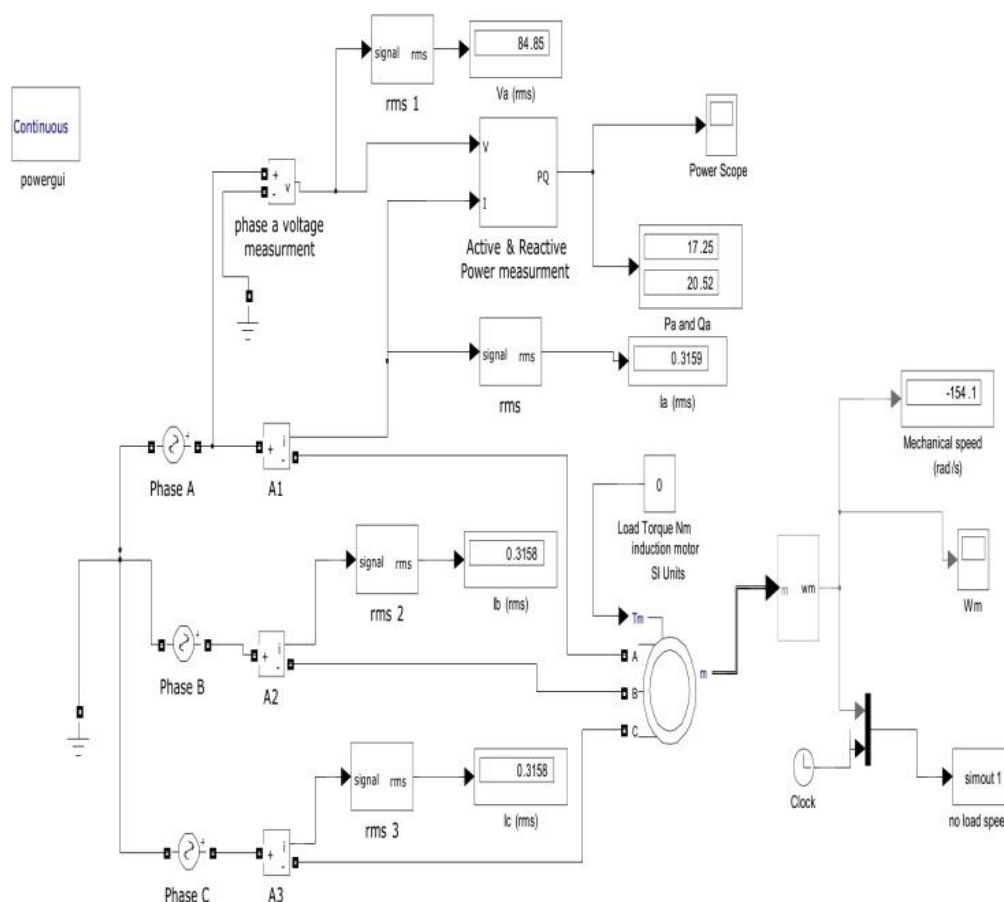 signal rms
rms 1
84.85
Va (rms)
Continuous
powergui
+
-
v
phase a voltage
measurment
V
I
PQ
Active & Reactive
Power measurment
Power Scope
17.25
20.52
Pa and Qa
signal rms
rms
0.3159
Ia (rms)
-154.1
Mechanical speed
(rad/s)
+
Phase A
+ i
-
A1
0
Load Torque Nm
induction motor
SI Units
signal rms
rms 2
0.3158
Ib (rms)
m wm
Wm
+
Phase B
+ i
-
A2
Tm
A
B
C
m
signal rms
rms 3
0.3158
Ic (rms)
Clock
simout 1
no load spee
+
Phase C
+ i
-
A3